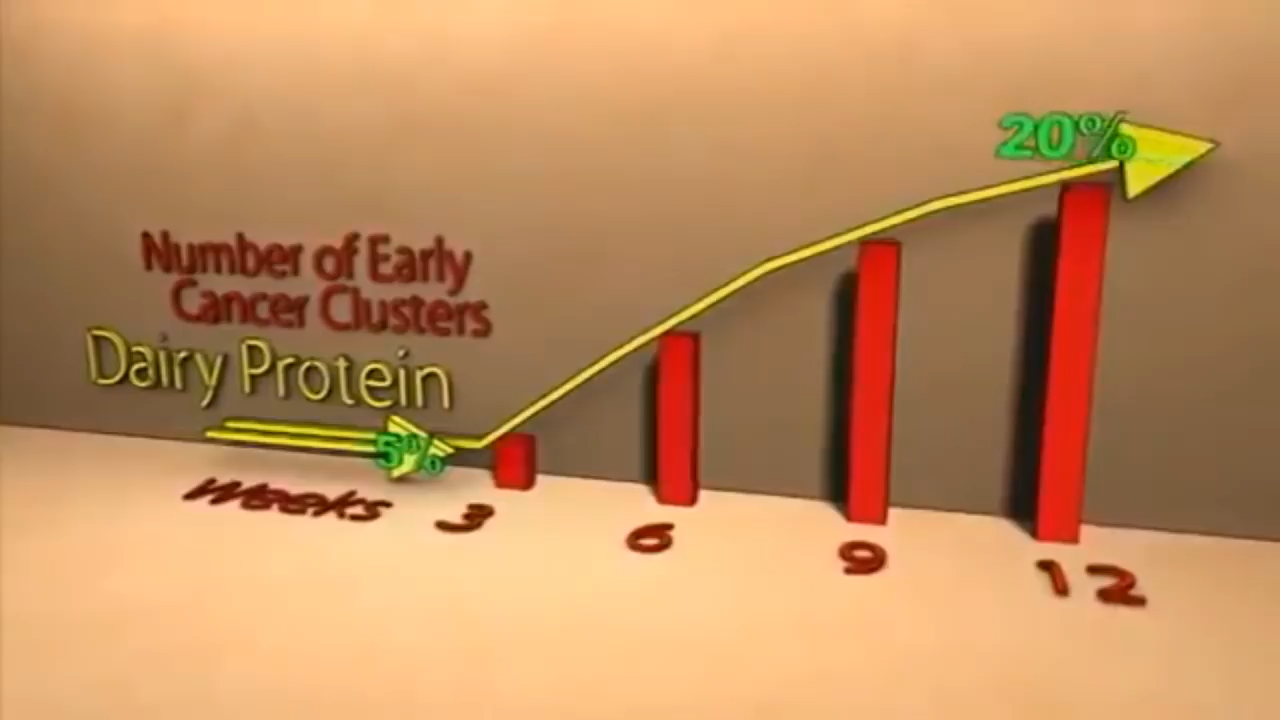 20%
Number of Early
Cancer Clusters
Dairy Protein
5%
Weeks 3 6 9 12